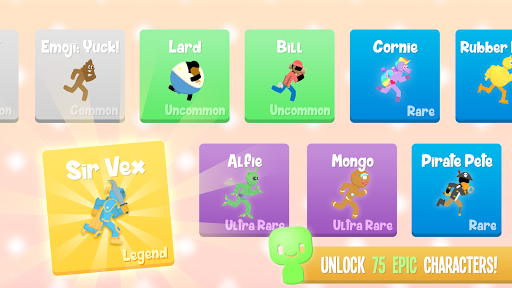 Emoji: Yuck!
Common
Lard
Uncommon
Bill
Uncommon
Cornie
Rare
Rubber
Sir Vex
Legend
Alfie
Ultra Rare
Mongo
Ultra Rare
Pirate Pete
Rare
UNLOCK 75 EPIC CHARACTERS!